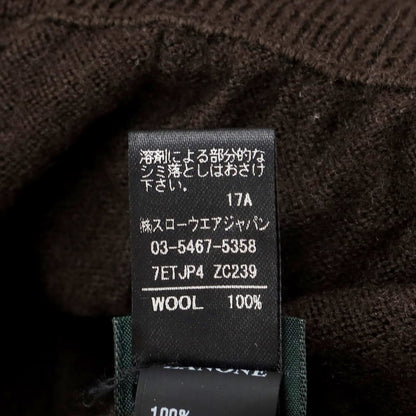 溶剤による部分的な
シミ落としはおさけ
下さい。
17A
㈱スローウエアジャパン
03-5467-5358
7ETJP4 ZC239
WOOL 100%
ZANONE
100%